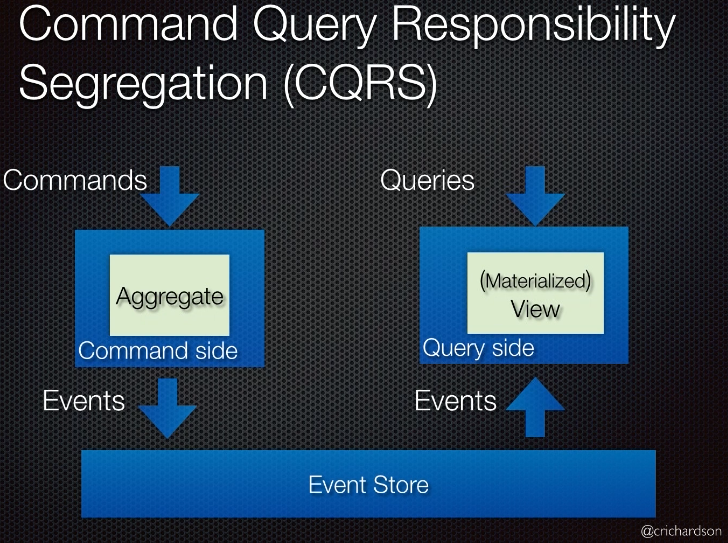 Command Query Responsibility
Segregation (CQRS)
Commands
Queries
Aggregate
Command side
(Materialized)
View
Query side
Events
Events
Event Store
@crichardson